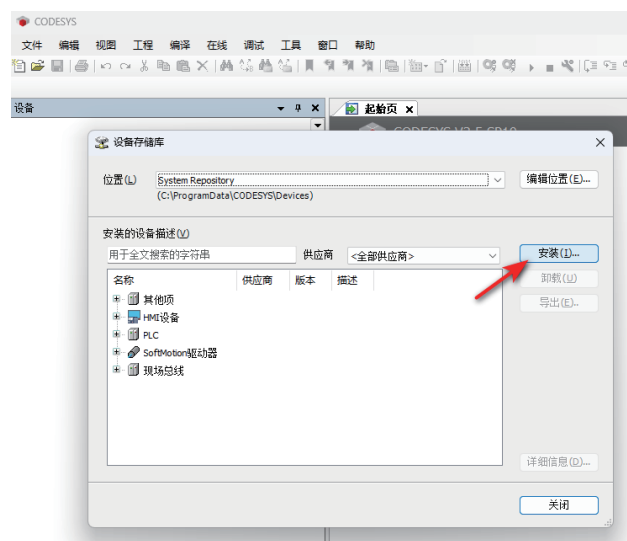 CODESYS
文件 编辑 视图 工程 编译 在线 调试 工具 窗口 帮助
设备
起始页
设备存储库
位置(L) System Repository 编辑位置(E)...
(C:\ProgramData\CODESYS\Devices)
安装的设备描述(V)
用于全文搜索的字符串 供应商 <全部供应商> 安装(I)...
名称 供应商 版本 描述 卸载(U)
其他项 导出(E)..
HMI设备
PLC
SoftMotion驱动器
现场总线
详细信息(D)...
关闭